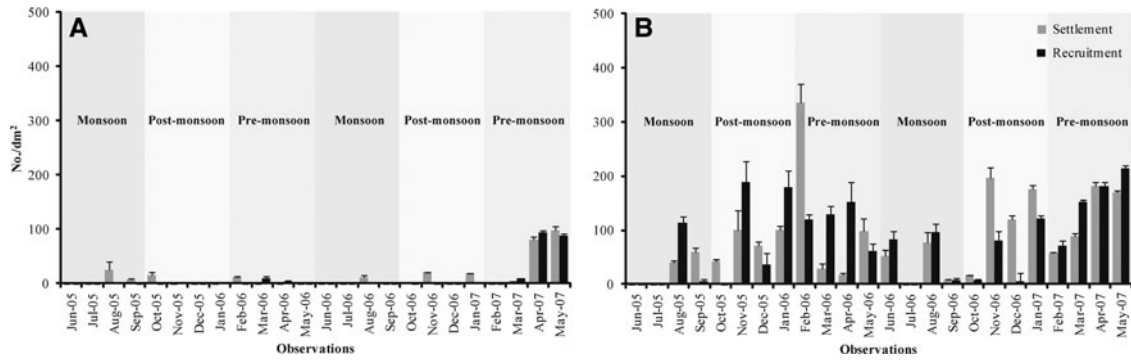 A
500
400
300
200
100
0
No./dm²
Monsoon
Post-monsoon
Pre-monsoon
Monsoon
Post-monsoon
Pre-monsoon
Jun-05
Jul-05
Aug-05
Sep-05
Oct-05
Nov-05
Dec-05
Jan-06
Feb-06
Mar-06
Apr-06
May-06
Jun-06
Jul-06
Aug-06
Sep-06
Oct-06
Nov-06
Dec-06
Jan-07
Feb-07
Mar-07
Apr-07
May-07
Observations
B
Settlement
Recruitment
500
400
300
200
100
0
Monsoon
Post-monsoon
Pre-monsoon
Monsoon
Post-monsoon
Pre-monsoon
Jun-05
Jul-05
Aug-05
Sep-05
Oct-05
Nov-05
Dec-05
Jan-06
Feb-06
Mar-06
Apr-06
May-06
Jun-06
Jul-06
Aug-06
Sep-06
Oct-06
Nov-06
Dec-06
Jan-07
Feb-07
Mar-07
Apr-07
May-07
Observations